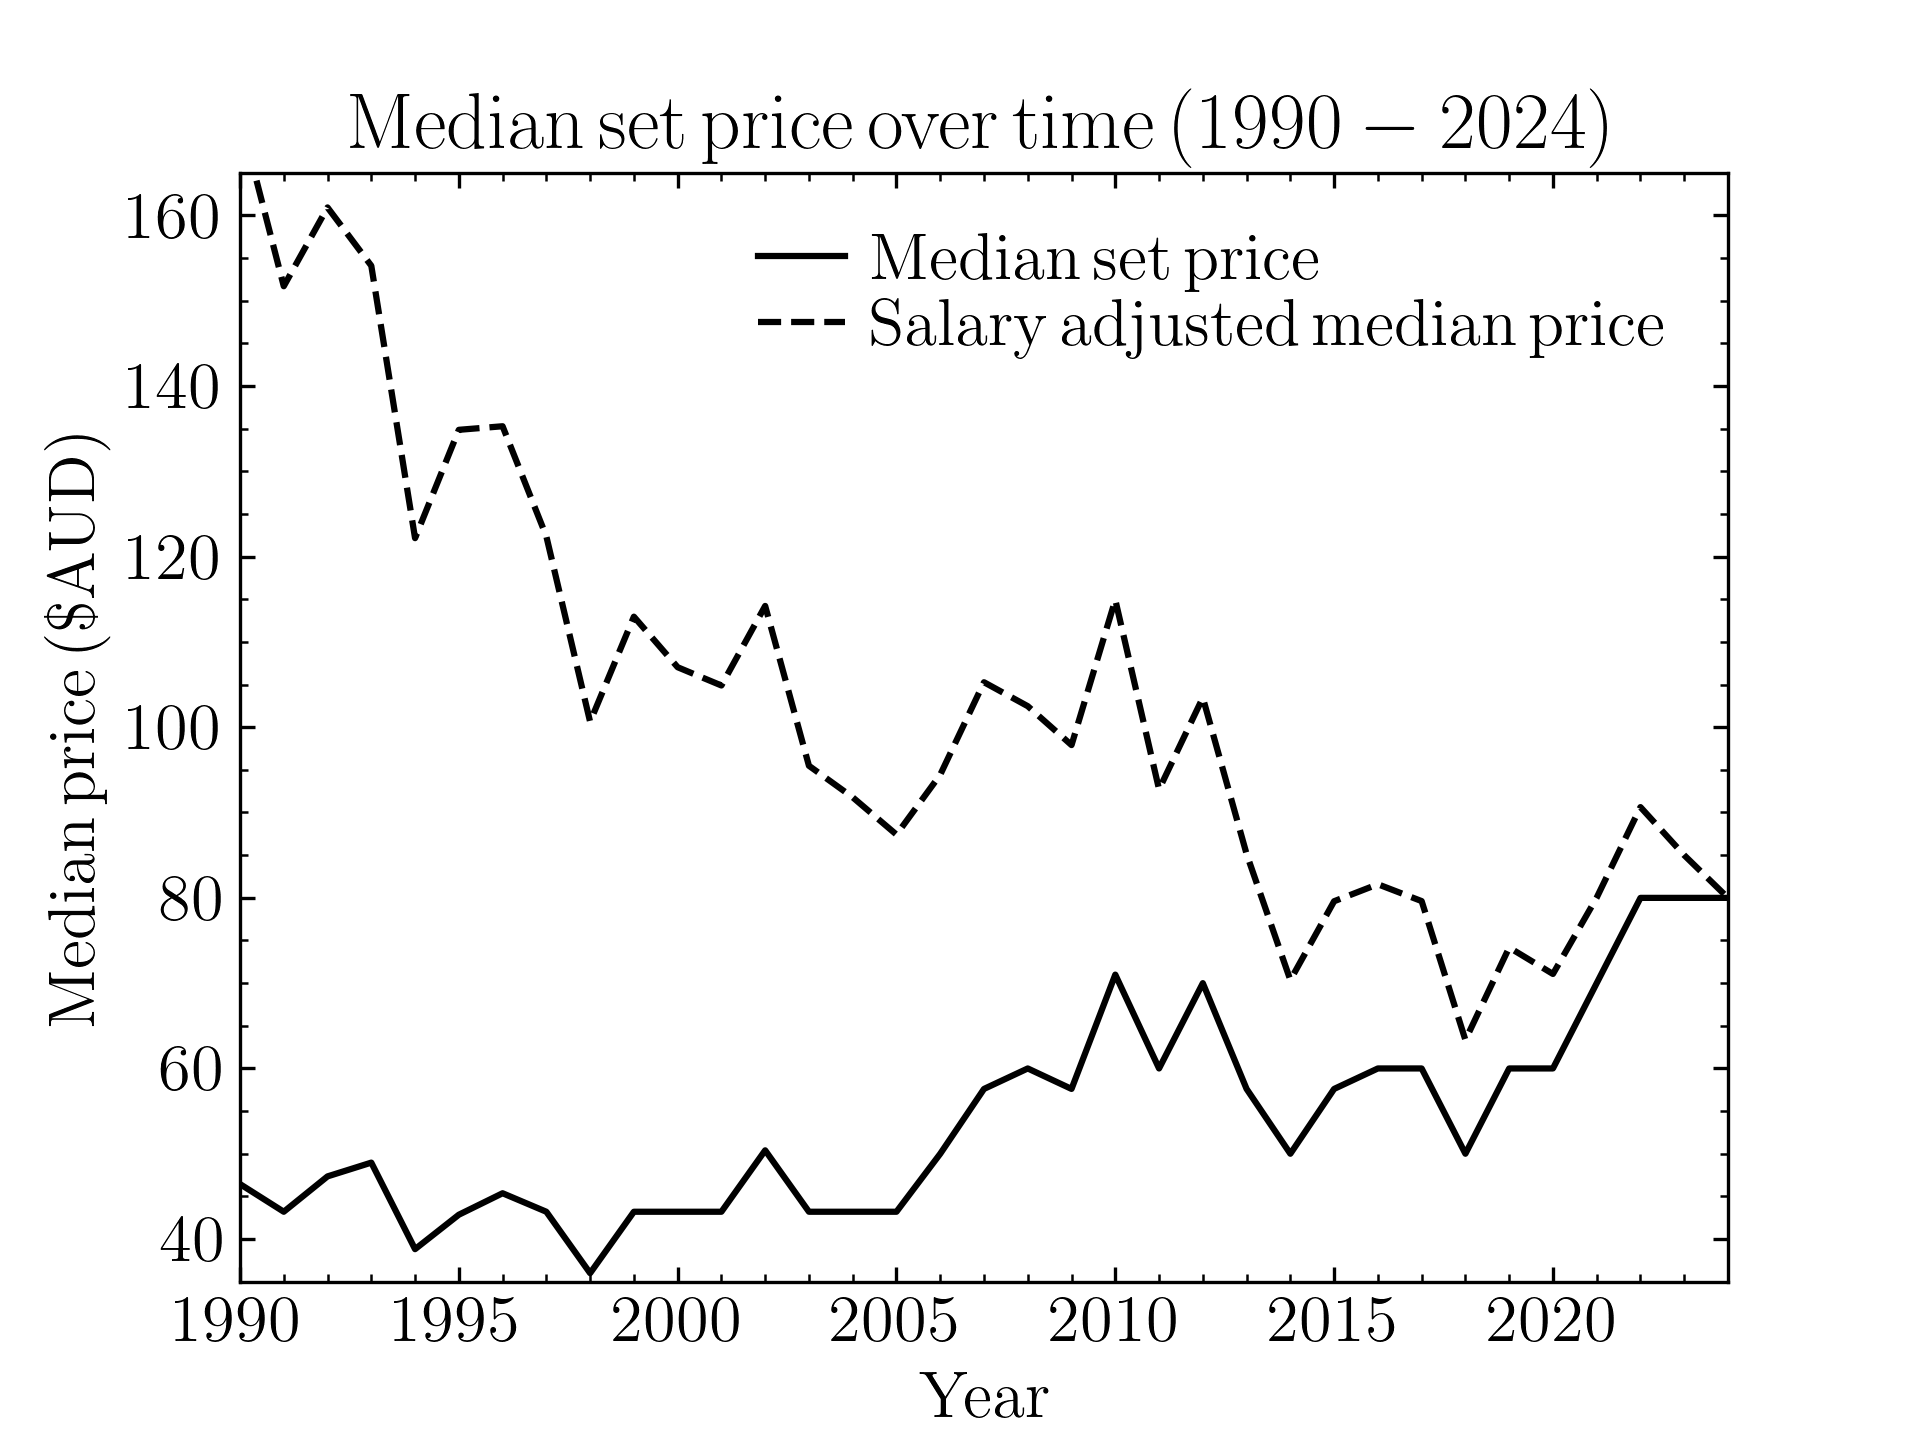 Median set price over time (1990 − 2024)
Median set price
Salary adjusted median price
Median price ($AUD)
160
140
120
100
80
60
40
1990 1995 2000 2005 2010 2015 2020
Year